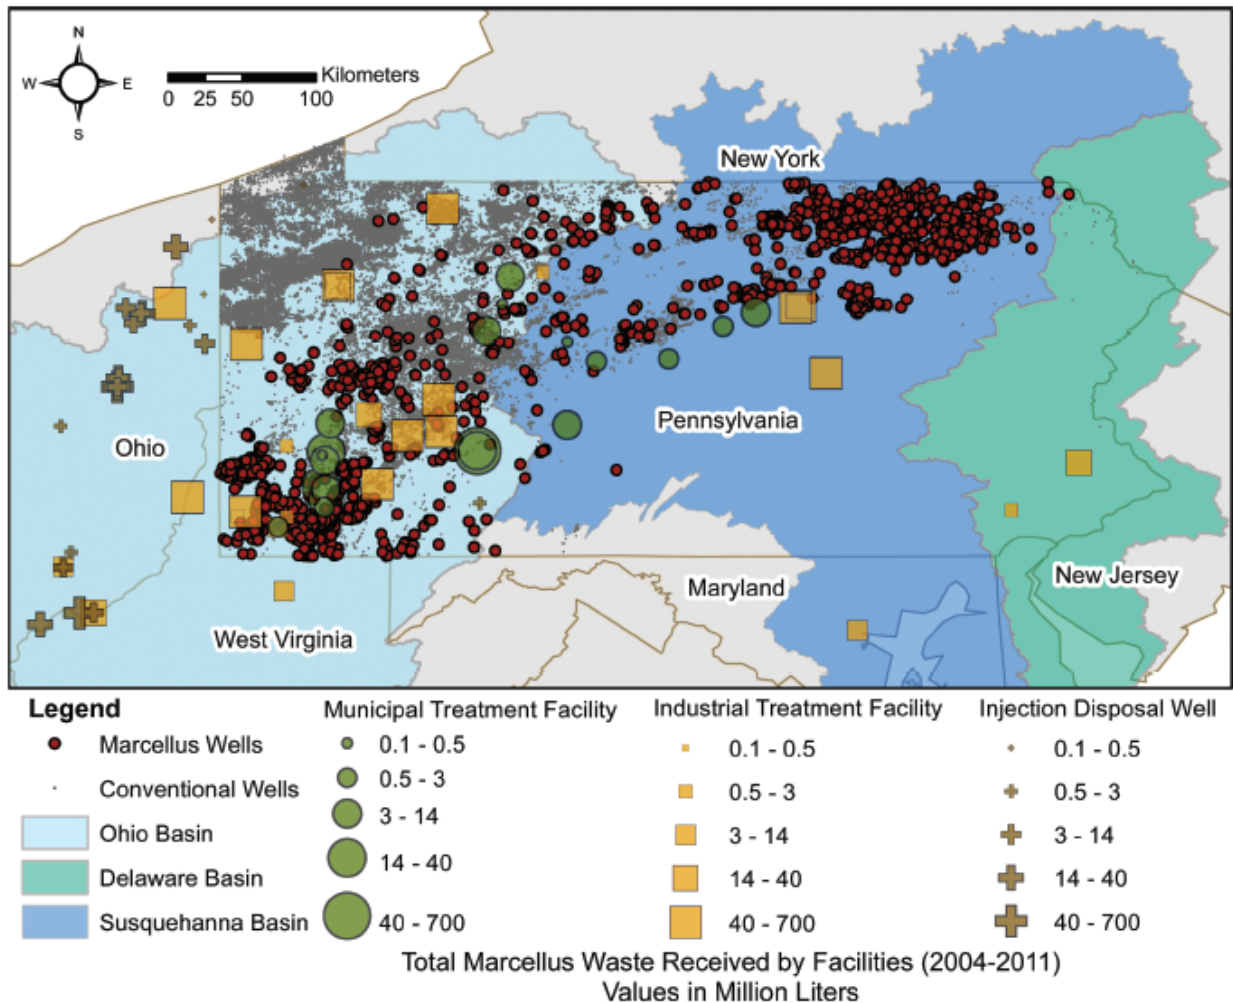 N
W E
S
Kilometers
0 25 50 100
New York
Pennsylvania
Ohio
New Jersey
Maryland
West Virginia
Legend
Marcellus Wells
Conventional Wells
Ohio Basin
Delaware Basin
Susquehanna Basin
Municipal Treatment Facility
0.1 - 0.5
0.5 - 3
3 - 14
14 - 40
40 - 700
Industrial Treatment Facility
0.1 - 0.5
0.5 - 3
3 - 14
14 - 40
40 - 700
Injection Disposal Well
0.1 - 0.5
0.5 - 3
3 - 14
14 - 40
40 - 700
Total Marcellus Waste Received by Facilities (2004-2011)
Values in Million Liters